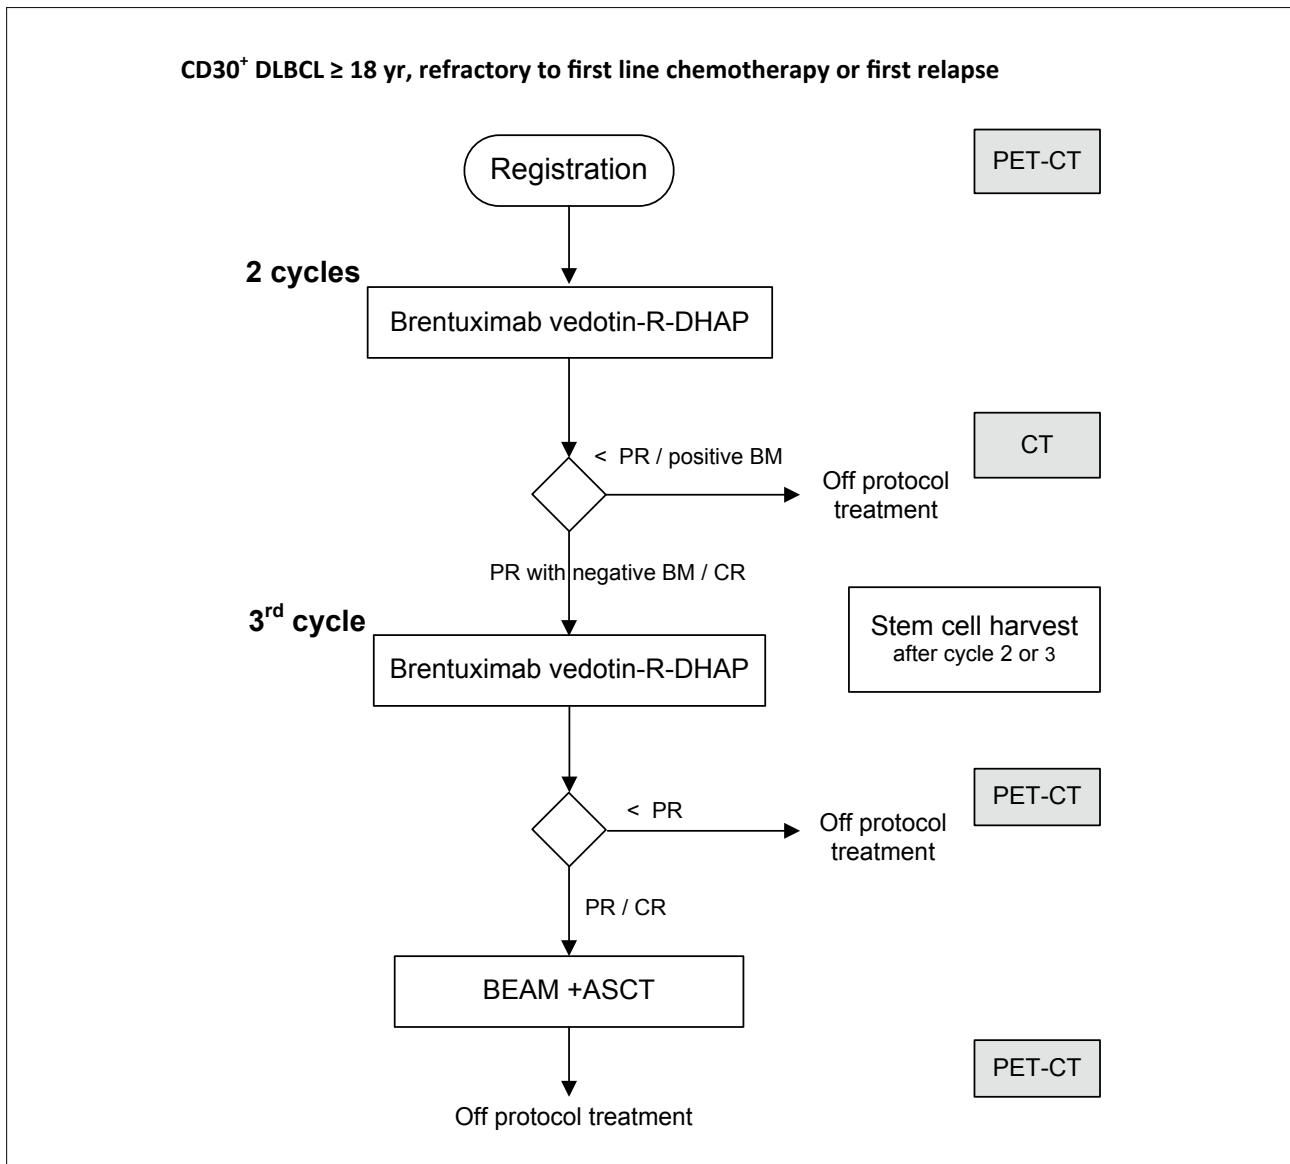 CD30⁺ DLBCL ≥ 18 yr, refractory to first line chemotherapy or first relapse
Registration
PET-CT
2 cycles
Brentuximab vedotin-R-DHAP
< PR / positive BM
Off protocol
treatment
CT
PR with negative BM / CR
3ʳᵈ cycle
Brentuximab vedotin-R-DHAP
Stem cell harvest
after cycle 2 or 3
< PR
Off protocol
treatment
PET-CT
PR / CR
BEAM +ASCT
PET-CT
Off protocol treatment